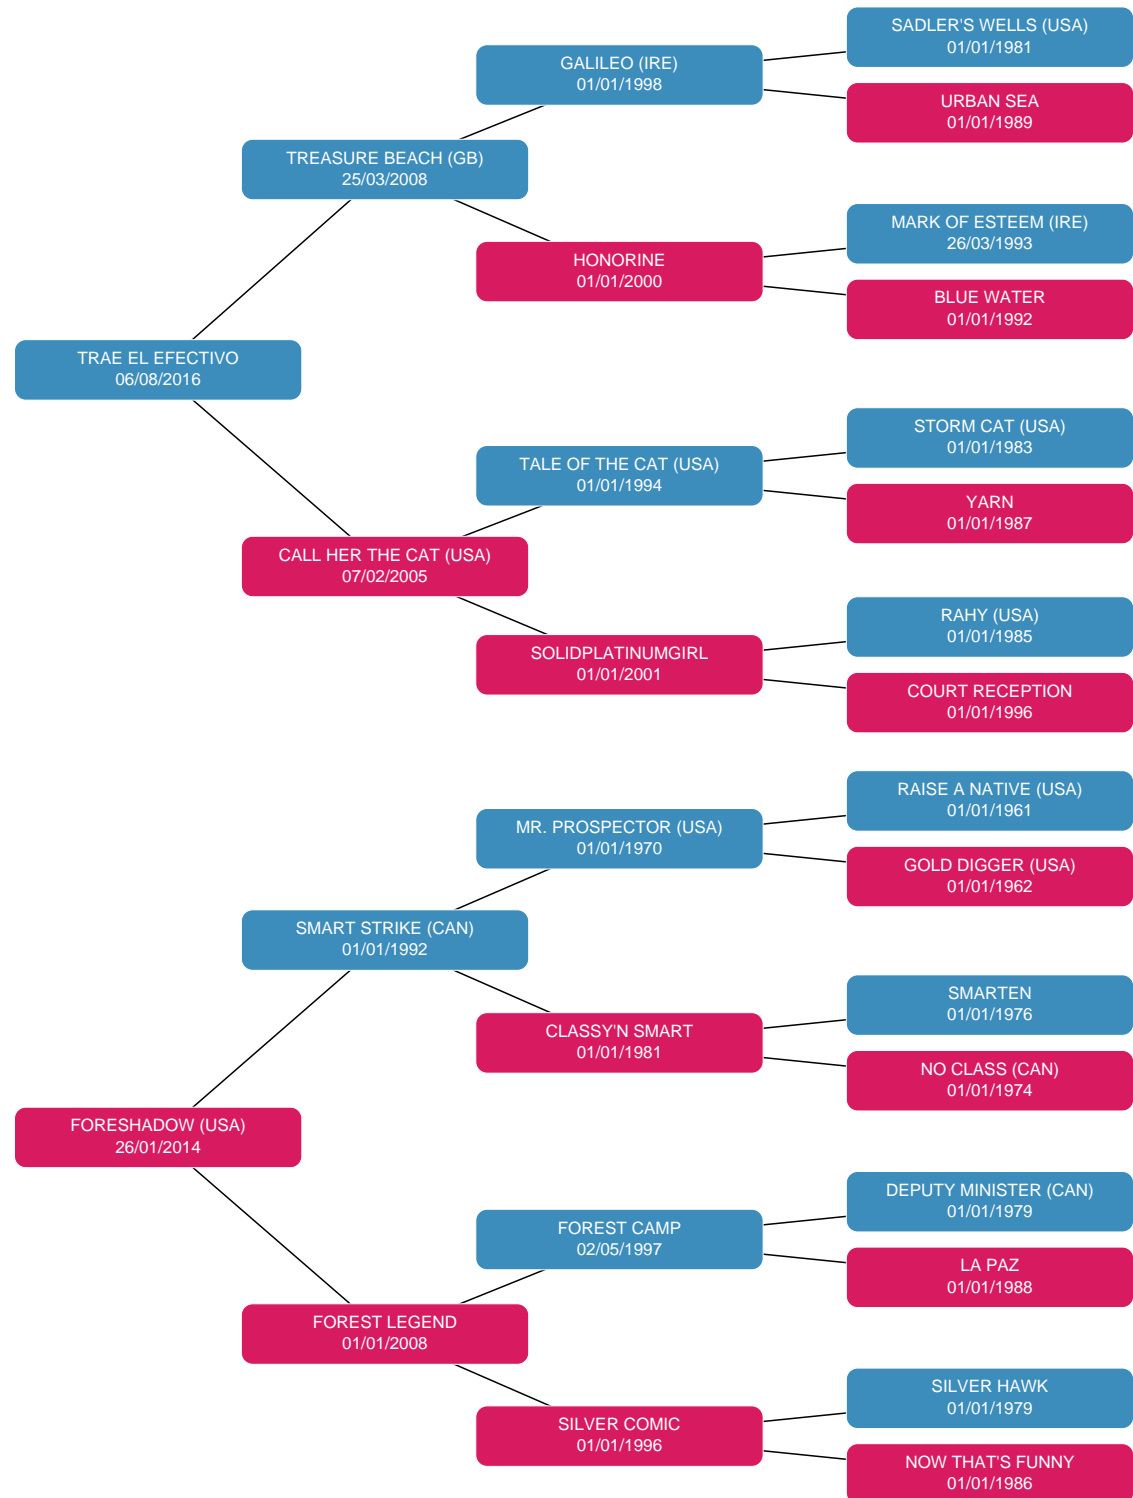 SADLER'S WELLS (USA)
01/01/1981
GALILEO (IRE)
01/01/1998
URBAN SEA
01/01/1989
TREASURE BEACH (GB)
25/03/2008
MARK OF ESTEEM (IRE)
26/03/1993
HONORINE
01/01/2000
BLUE WATER
01/01/1992
TRAE EL EFECTIVO
06/08/2016
STORM CAT (USA)
01/01/1983
TALE OF THE CAT (USA)
01/01/1994
YARN
01/01/1987
CALL HER THE CAT (USA)
07/02/2005
RAHY (USA)
01/01/1985
SOLIDPLATINUMGIRL
01/01/2001
COURT RECEPTION
01/01/1996
RAISE A NATIVE (USA)
01/01/1961
MR. PROSPECTOR (USA)
01/01/1970
GOLD DIGGER (USA)
01/01/1962
SMART STRIKE (CAN)
01/01/1992
SMARTEN
01/01/1976
CLASSY'N SMART
01/01/1981
NO CLASS (CAN)
01/01/1974
FORESHADOW (USA)
26/01/2014
DEPUTY MINISTER (CAN)
01/01/1979
FOREST CAMP
02/05/1997
LA PAZ
01/01/1988
FOREST LEGEND
01/01/2008
SILVER HAWK
01/01/1979
SILVER COMIC
01/01/1996
NOW THAT'S FUNNY
01/01/1986